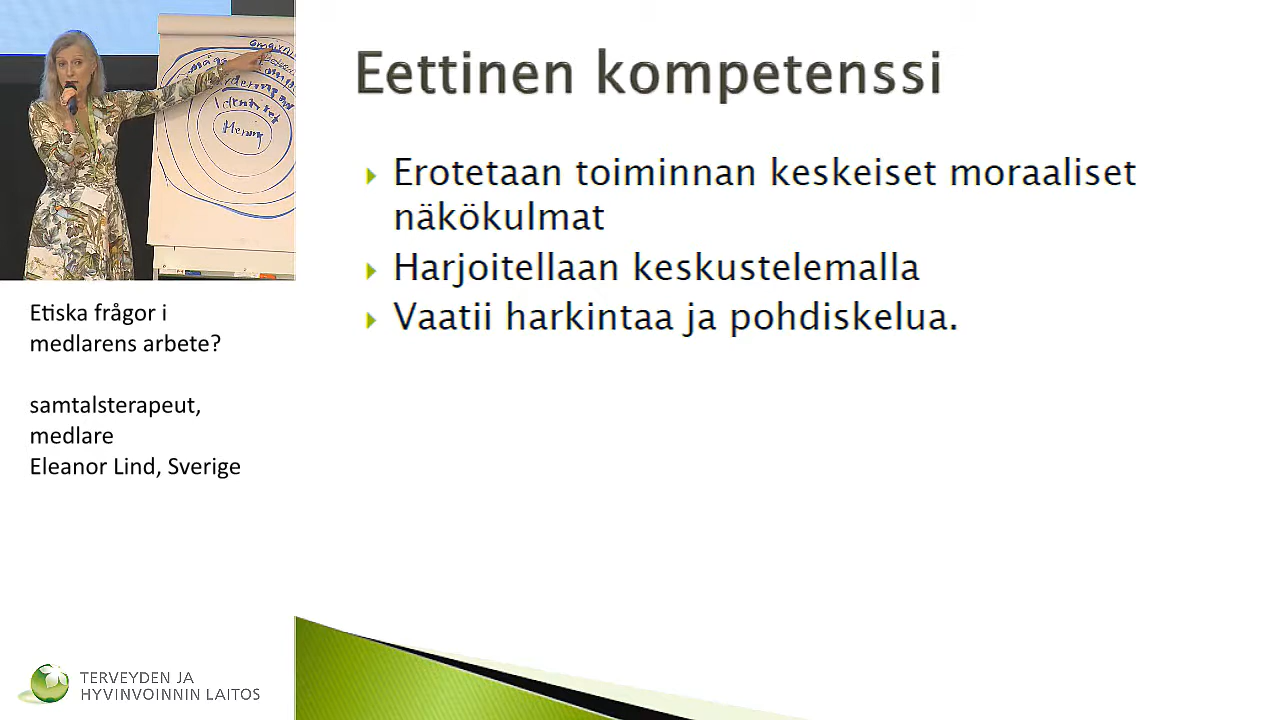 Identitet
Mening
Eettinen kompetenssi
Erotetaan toiminnan keskeiset moraaliset
näkökulmat
Harjoitellaan keskustelemalla
Vaatii harkintaa ja pohdiskelua.
Etiska frågor i
medlarens arbete?
samtalsterapeut,
medlare
Eleanor Lind, Sverige
TERVEYDEN JA
HYVINVOINNIN LAITOS